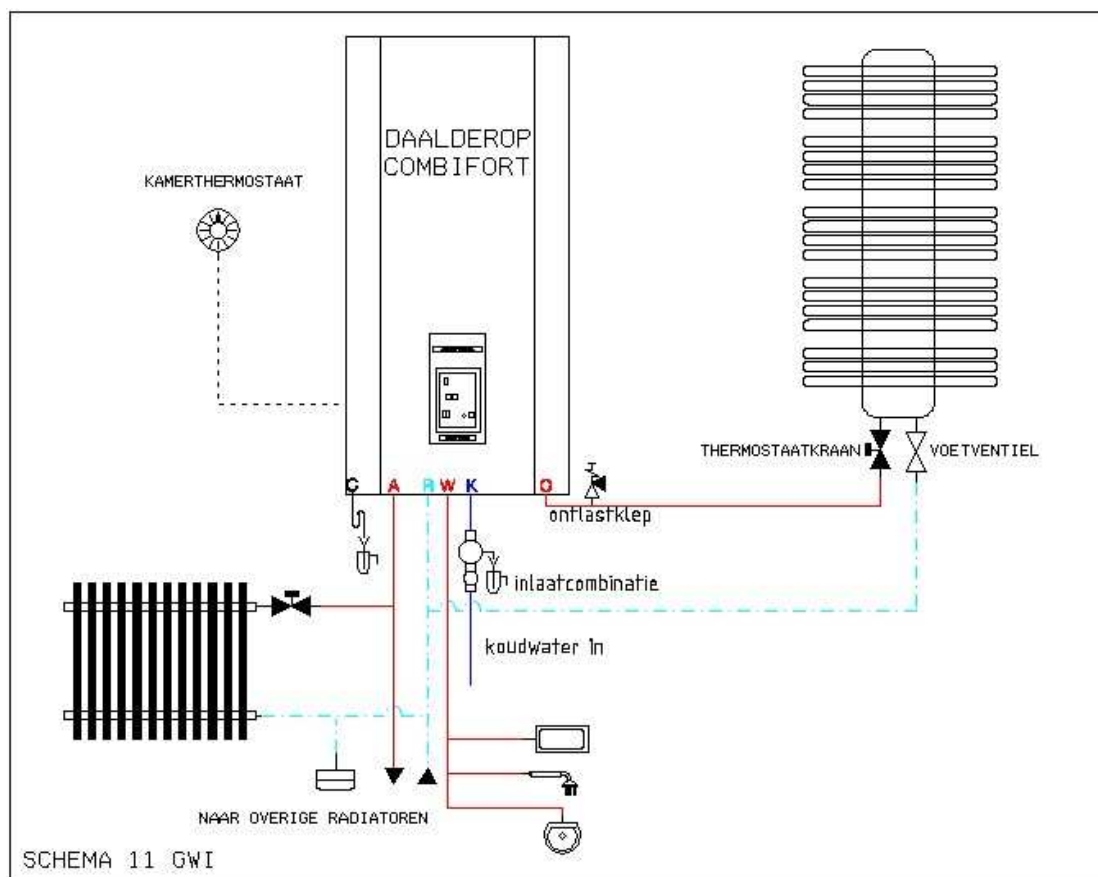 DAALDEROP
COMBIFORT
KAMERTHERMOSTAAT
THERMOSTAATKRAAN
VOETVENTIEL
C A R W K O
ontlastklep
inlaatcombinatie
koudwater in
NAAR OVERIGE RADIATOREN
SCHEMA 11 GWI